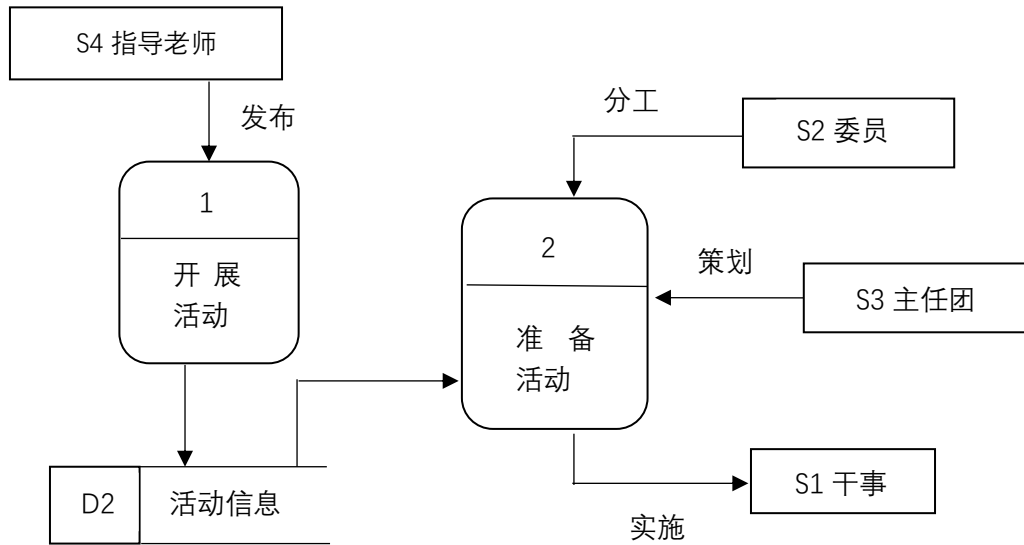 S4 指导老师
发布
分工
S2 委员
1
开 展
活动
2
准 备
活动
策划
S3 主任团
D2
活动信息
S1 干事
实施